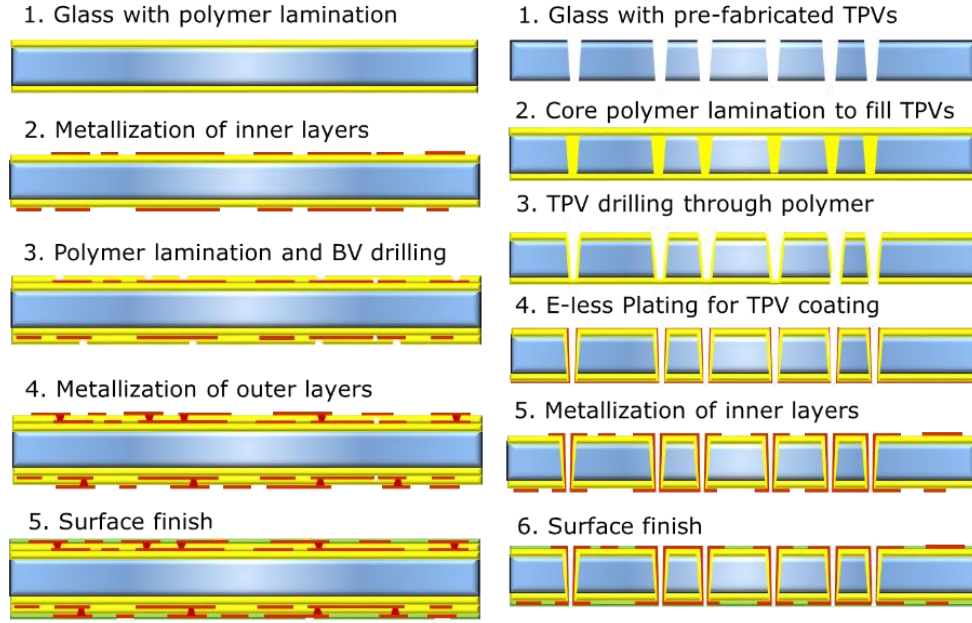 1. Glass with polymer lamination
2. Metallization of inner layers
3. Polymer lamination and BV drilling
4. Metallization of outer layers
5. Surface finish
1. Glass with pre-fabricated TPVs
2. Core polymer lamination to fill TPVs
3. TPV drilling through polymer
4. E-less Plating for TPV coating
5. Metallization of inner layers
6. Surface finish